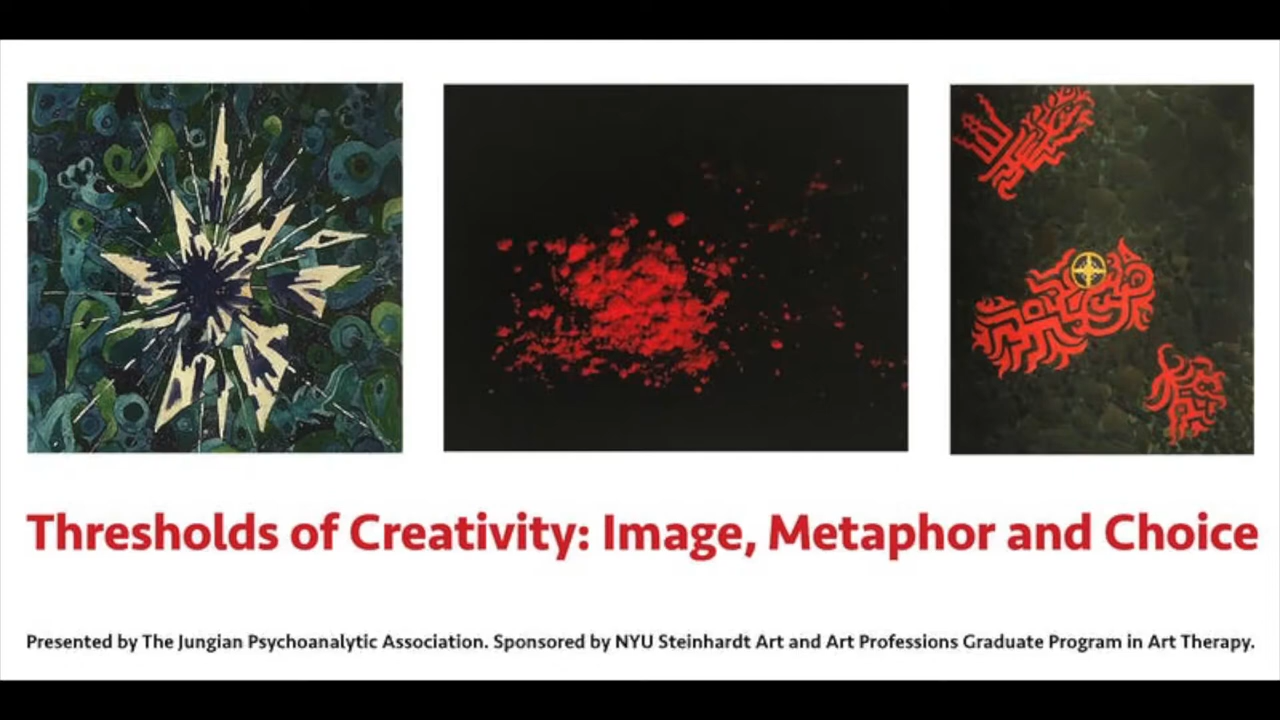 Thresholds of Creativity: Image, Metaphor and Choice
Presented by The Jungian Psychoanalytic Association. Sponsored by NYU Steinhardt Art and Art Professions Graduate Program in Art Therapy.